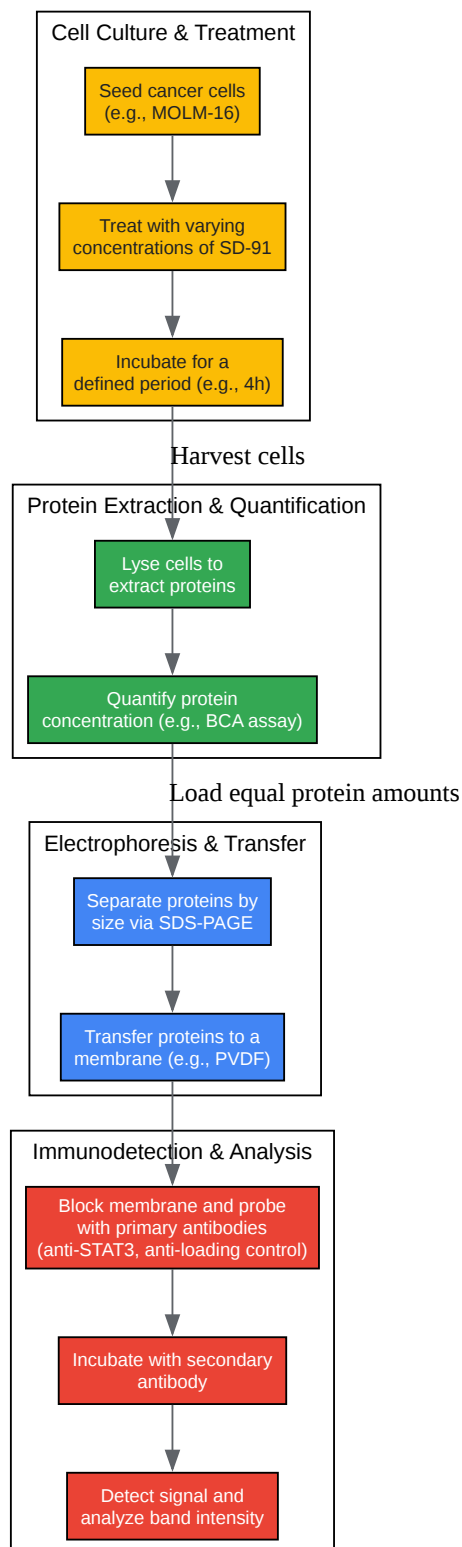 Cell Culture & Treatment
Seed cancer cells
(e.g., MOLM-16)
Treat with varying
concentrations of SD-91
Incubate for a
defined period (e.g., 4h)
Harvest cells
Protein Extraction & Quantification
Lyse cells to
extract proteins
Quantify protein
concentration (e.g., BCA assay)
Load equal protein amounts
Electrophoresis & Transfer
Separate proteins by
size via SDS-PAGE
Transfer proteins to a
membrane (e.g., PVDF)
Immunodetection & Analysis
Block membrane and probe
with primary antibodies
(anti-STAT3, anti-loading control)
Incubate with secondary
antibody
Detect signal and
analyze band intensity